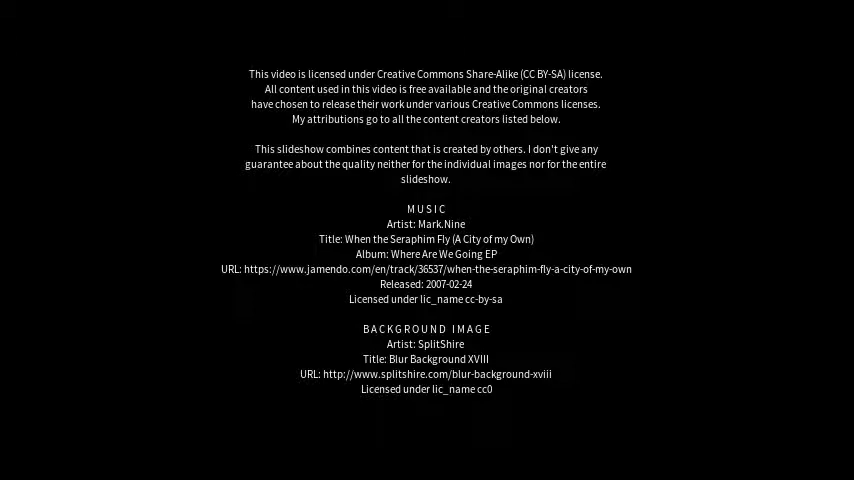 This video is licensed under Creative Commons Share-Alike (CC BY-SA) license.
All content used in this video is free available and the original creators
have chosen to release their work under various Creative Commons licenses.
My attributions go to all the content creators listed below.
This slideshow combines content that is created by others. I don't give any
guarantee about the quality neither for the individual images nor for the entire
slideshow.
MUSIC
Artist: Mark.Nine
Title: When the Seraphim Fly (A City of my Own)
Album: Where Are We Going EP
URL: https://www.jamendo.com/en/track/36537/when-the-seraphim-fly-a-city-of-my-own
Released: 2007-02-24
Licensed under lic_name cc-by-sa
BACKGROUND IMAGE
Artist: SplitShire
Title: Blur Background XVIII
URL: http://www.splitshire.com/blur-background-xviii
Licensed under lic_name cc0